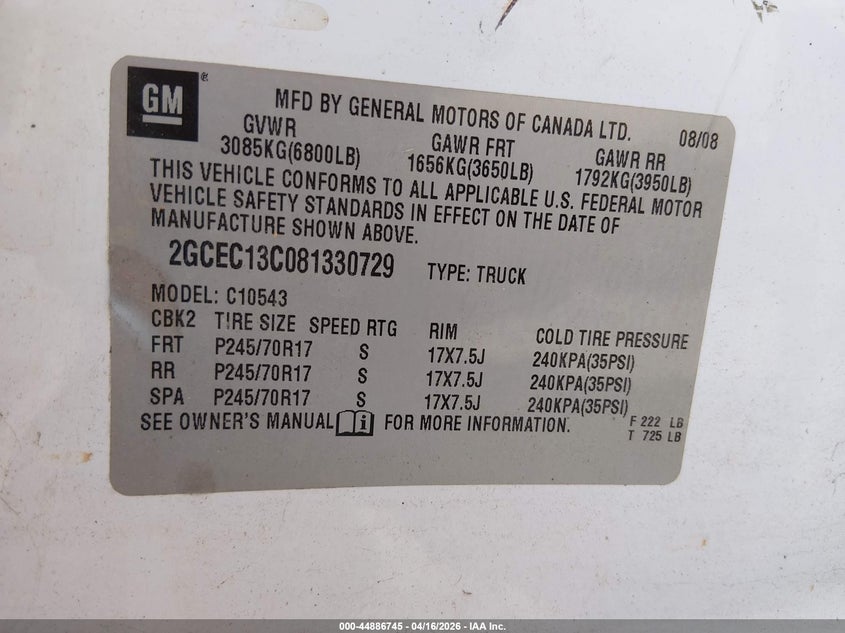 GM ®
MFD BY GENERAL MOTORS OF CANADA LTD. 08/08
GVWR GAWR FRT GAWR RR
3085KG(6800LB) 1656KG(3650LB) 1792KG(3950LB)
THIS VEHICLE CONFORMS TO ALL APPLICABLE U.S. FEDERAL MOTOR
VEHICLE SAFETY STANDARDS IN EFFECT ON THE DATE OF
MANUFACTURE SHOWN ABOVE.
2GCEC13C081330729 TYPE: TRUCK
MODEL: C10543
CBK2 TIRE SIZE SPEED RTG RIM COLD TIRE PRESSURE
FRT P245/70R17 S 17X7.5J 240KPA(35PSI)
RR P245/70R17 S 17X7.5J 240KPA(35PSI)
SPA P245/70R17 S 17X7.5J 240KPA(35PSI)
SEE OWNER'S MANUAL i FOR MORE INFORMATION. F 222 LB
T 725 LB
000-44886745 - 04/16/2026 - IAA Inc.